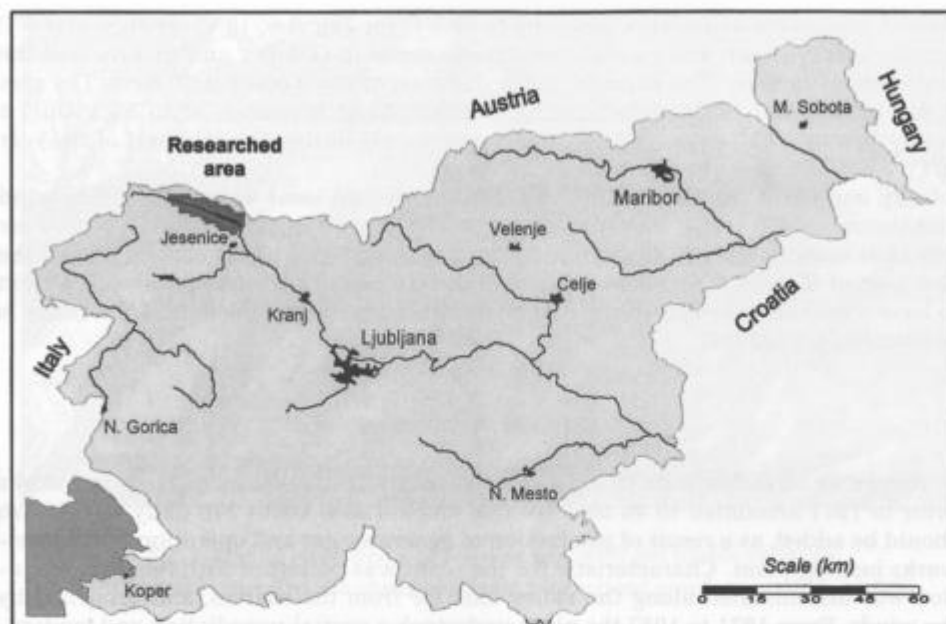 Austria
Hungary
M. Sobota
Researched
area
Maribor
Jesenice
Velenje
Celje
Croatia
Kranj
Ljubljana
Italy
N. Gorica
N. Mesto
Koper
Scale (km)
0 15 30 45 60